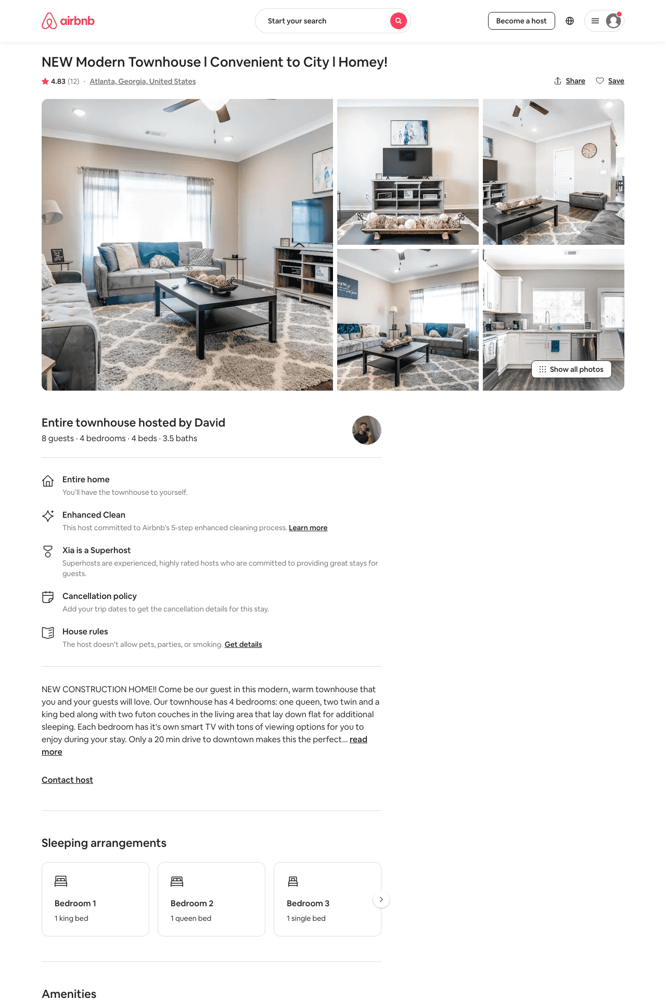 airbnb
Start your search
Become a host
NEW Modern Townhouse l Convenient to City l Homey!
4.83 (12) · Atlanta, Georgia, United States
Share
Save
Show all photos
Entire townhouse hosted by David
8 guests · 4 bedrooms · 4 beds · 3.5 baths
Entire home
You’ll have the townhouse to yourself.
Enhanced Clean
This host committed to Airbnb's 5-step enhanced cleaning process. Learn more
Xia is a Superhost
Superhosts are experienced, highly rated hosts who are committed to providing great stays for
guests.
Cancellation policy
Add your trip dates to get the cancellation details for this stay.
House rules
The host doesn’t allow pets, parties, or smoking. Get details
NEW CONSTRUCTION HOME!! Come be our guest in this modern, warm townhouse that
you and your guests will love. Our townhouse has 4 bedrooms: one queen, two twin and a
king bed along with two futon couches in the living area that lay down flat for additional
sleeping. Each bedroom has it's own smart TV with tons of viewing options for you to
enjoy during your stay. Only a 20 min drive to downtown makes this the perfect... read
more
Contact host
Sleeping arrangements
Bedroom 1
1 king bed
Bedroom 2
1 queen bed
Bedroom 3
1 single bed
Amenities